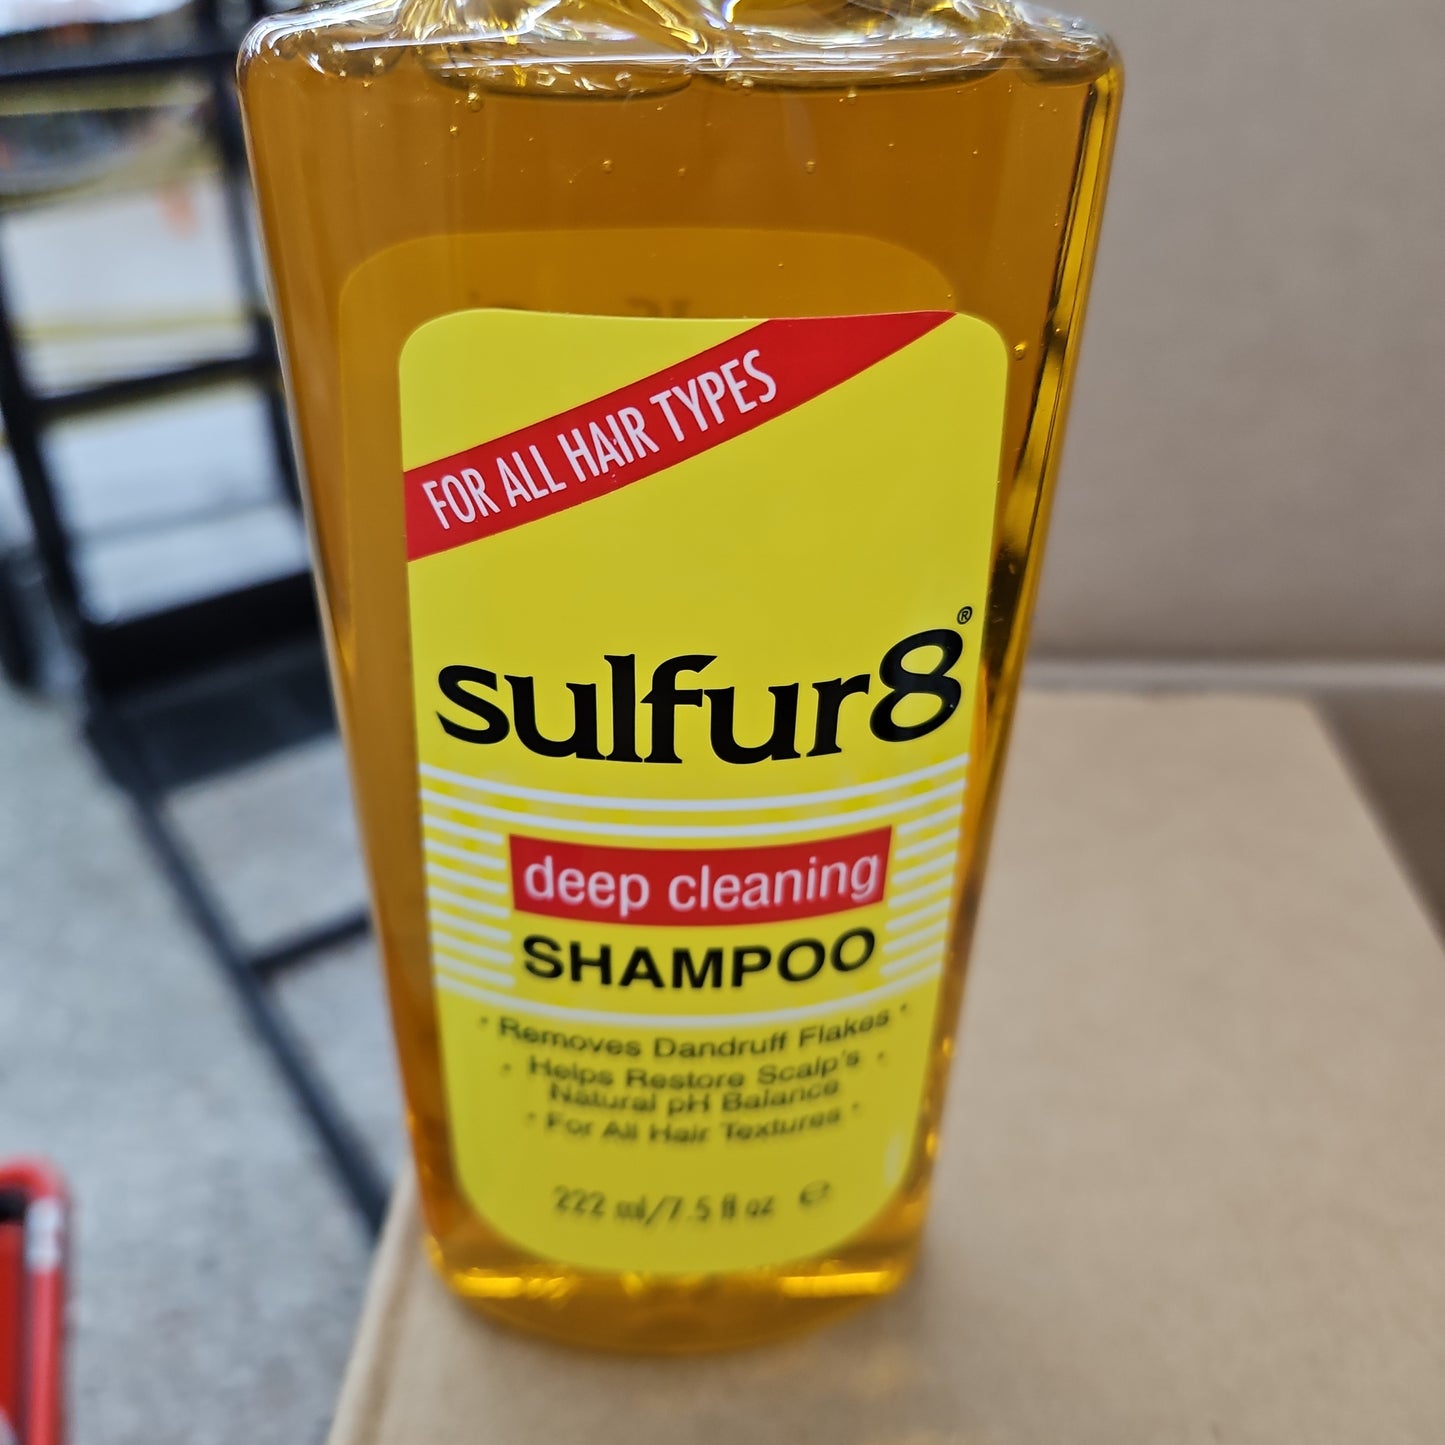 FOR ALL HAIR TYPES
sulfur8®
deep cleaning
SHAMPOO
• Removes Dandruff Flakes •
• Helps Restore Scalp's •
Natural pH Balance
• For All Hair Textures •
222 ml/7.5 fl oz ℮